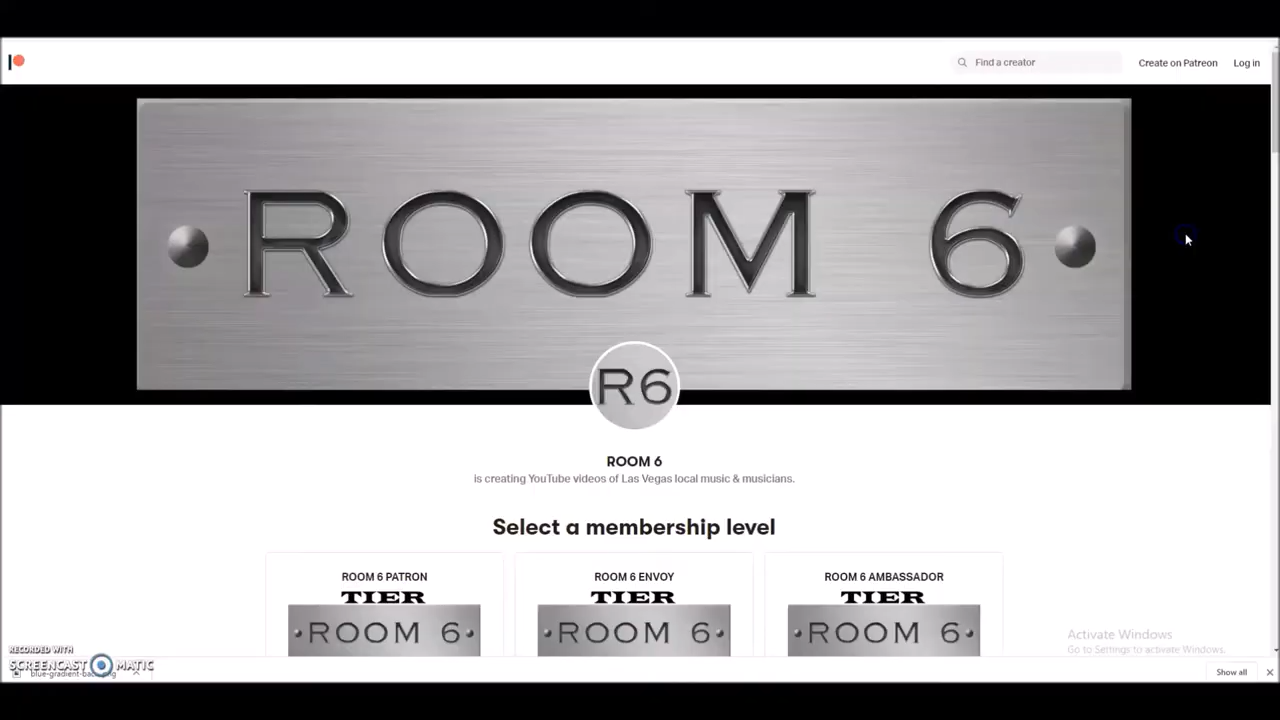 Find a creator
Create on Patreon
Log in
ROOM 6
R6
ROOM 6
is creating YouTube videos of Las Vegas local music & musicians.
Select a membership level
ROOM 6 PATRON
TIER
ROOM 6
ROOM 6 ENVOY
TIER
ROOM 6
ROOM 6 AMBASSADOR
TIER
ROOM 6
Activate Windows
Go to Settings to activate Windows.
RECORDED WITH
SCREENCAST MATIC
Show all